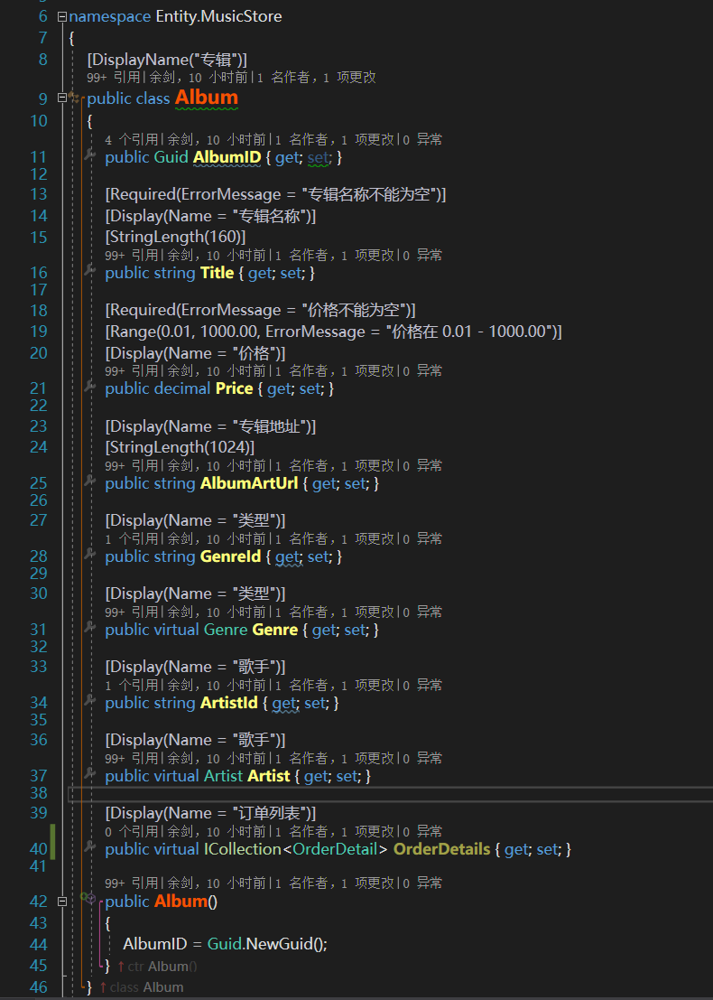 6 namespace Entity.MusicStore
7 {
8 [DisplayName("专辑")]
99+ 引用|余剑，10 小时前|1 名作者，1 项更改
9 public class Album
10 {
4 个引用|余剑，10 小时前|1 名作者，1 项更改|0 异常
11 public Guid AlbumID { get; set; }
12
13 [Required(ErrorMessage = "专辑名称不能为空")]
14 [Display(Name = "专辑名称")]
15 [StringLength(160)]
99+ 引用|余剑，10 小时前|1 名作者，1 项更改|0 异常
16 public string Title { get; set; }
17
18 [Required(ErrorMessage = "价格不能为空")]
19 [Range(0.01, 1000.00, ErrorMessage = "价格在 0.01 - 1000.00")]
20 [Display(Name = "价格")]
99+ 引用|余剑，10 小时前|1 名作者，1 项更改|0 异常
21 public decimal Price { get; set; }
22
23 [Display(Name = "专辑地址")]
24 [StringLength(1024)]
99+ 引用|余剑，10 小时前|1 名作者，1 项更改|0 异常
25 public string AlbumArtUrl { get; set; }
26
27 [Display(Name = "类型")]
1 个引用|余剑，10 小时前|1 名作者，1 项更改|0 异常
28 public string GenreId { get; set; }
29
30 [Display(Name = "类型")]
99+ 引用|余剑，10 小时前|1 名作者，1 项更改|0 异常
31 public virtual Genre Genre { get; set; }
32
33 [Display(Name = "歌手")]
1 个引用|余剑，10 小时前|1 名作者，1 项更改|0 异常
34 public string ArtistId { get; set; }
35
36 [Display(Name = "歌手")]
99+ 引用|余剑，10 小时前|1 名作者，1 项更改|0 异常
37 public virtual Artist Artist { get; set; }
38
39 [Display(Name = "订单列表")]
0 个引用|余剑，10 小时前|1 名作者，1 项更改|0 异常
40 public virtual ICollection<OrderDetail> OrderDetails { get; set; }
41
99+ 引用|余剑，10 小时前|1 名作者，1 项更改|0 异常
42 public Album()
43 {
44 AlbumID = Guid.NewGuid();
45 } ↑ctr Album()
46 } ↑class Album